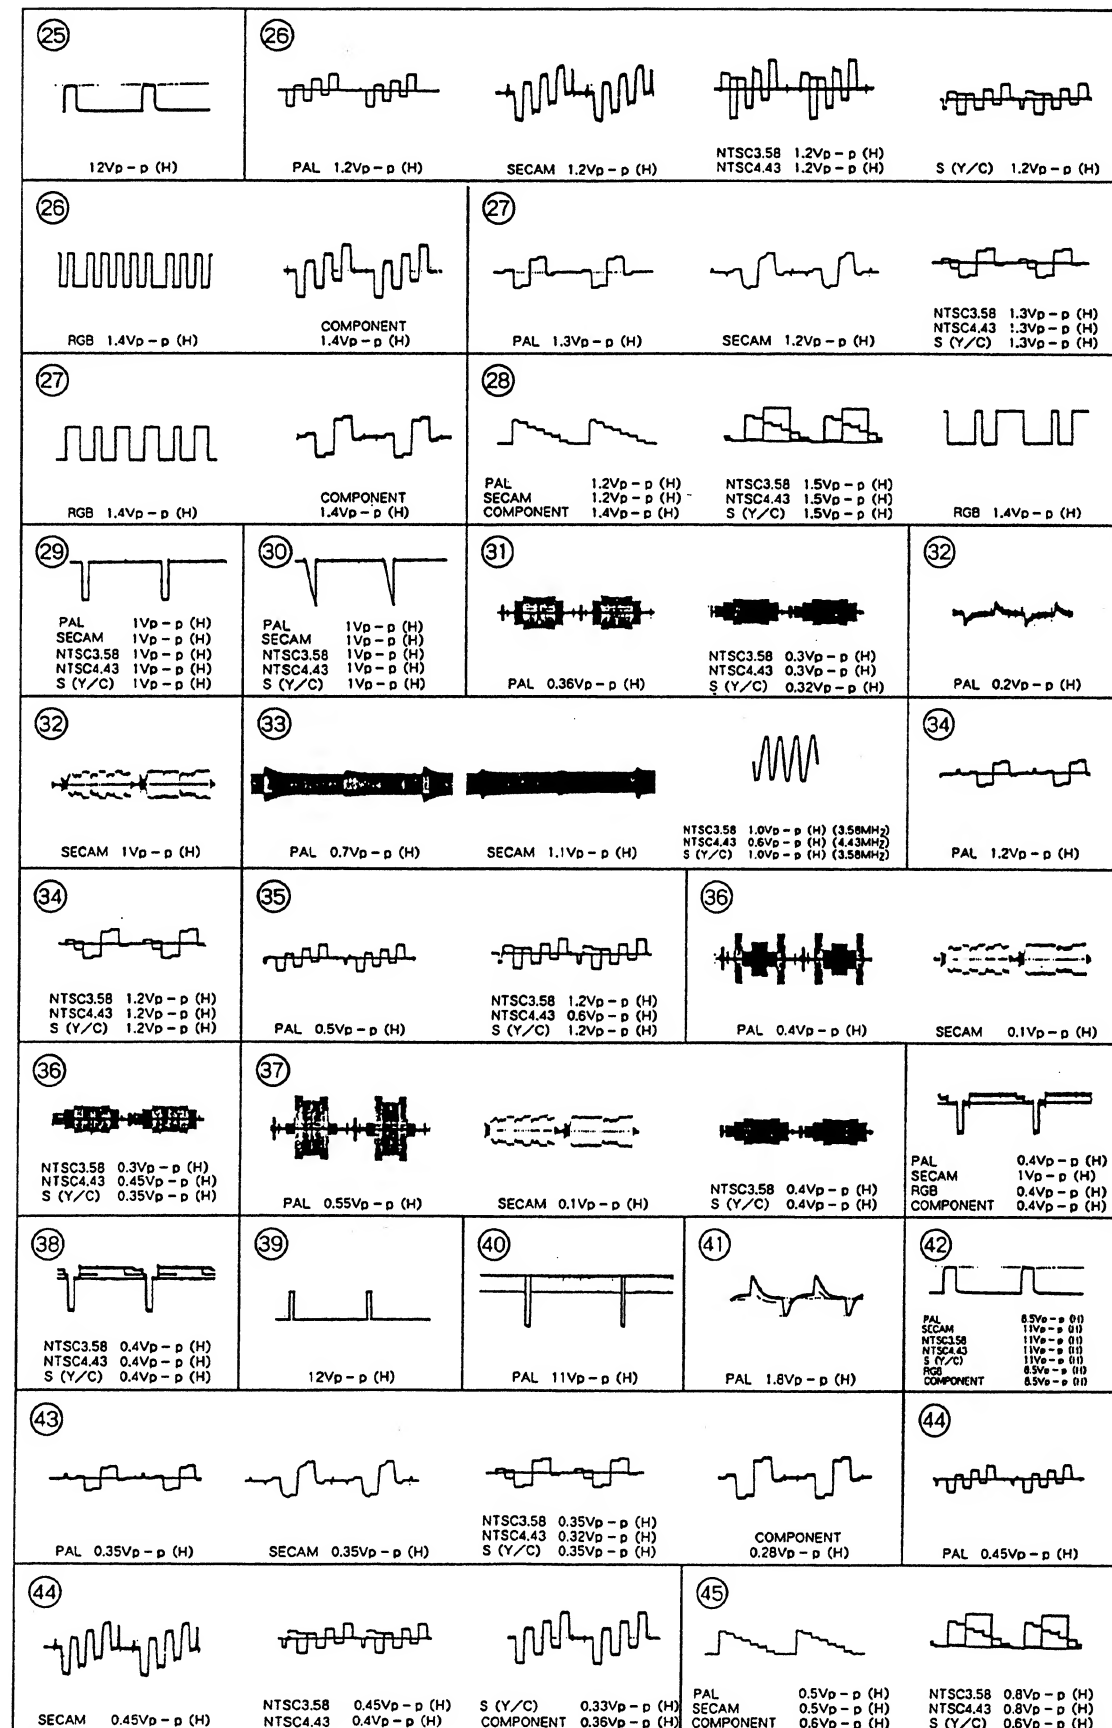 25
12Vp-p (H)
26
PAL 1.2Vp-p (H)
SECAM 1.2Vp-p (H)
NTSC3.58 1.2Vp-p (H)
NTSC4.43 1.2Vp-p (H)
S (Y/C) 1.2Vp-p (H)
26
RGB 1.4Vp-p (H)
COMPONENT
1.4Vp-p (H)
27
PAL 1.3Vp-p (H)
SECAM 1.2Vp-p (H)
NTSC3.58 1.3Vp-p (H)
NTSC4.43 1.3Vp-p (H)
S (Y/C) 1.3Vp-p (H)
27
RGB 1.4Vp-p (H)
COMPONENT
1.4Vp-p (H)
28
PAL 1.2Vp-p (H)
SECAM 1.2Vp-p (H)
COMPONENT 1.4Vp-p (H)
NTSC3.58 1.5Vp-p (H)
NTSC4.43 1.5Vp-p (H)
S (Y/C) 1.5Vp-p (H)
RGB 1.4Vp-p (H)
29
PAL 1Vp-p (H)
SECAM 1Vp-p (H)
NTSC3.58 1Vp-p (H)
NTSC4.43 1Vp-p (H)
S (Y/C) 1Vp-p (H)
30
PAL 1Vp-p (H)
SECAM 1Vp-p (H)
NTSC3.58 1Vp-p (H)
NTSC4.43 1Vp-p (H)
S (Y/C) 1Vp-p (H)
31
PAL 0.36Vp-p (H)
NTSC3.58 0.3Vp-p (H)
NTSC4.43 0.3Vp-p (H)
S (Y/C) 0.32Vp-p (H)
32
PAL 0.2Vp-p (H)
32
SECAM 1Vp-p (H)
33
PAL 0.7Vp-p (H)
SECAM 1.1Vp-p (H)
NTSC3.58 1.0Vp-p (H) (3.58MHz)
NTSC4.43 0.6Vp-p (H) (4.43MHz)
S (Y/C) 1.0Vp-p (H) (3.58MHz)
34
PAL 1.2Vp-p (H)
34
NTSC3.58 1.2Vp-p (H)
NTSC4.43 1.2Vp-p (H)
S (Y/C) 1.2Vp-p (H)
35
PAL 0.5Vp-p (H)
NTSC3.58 1.2Vp-p (H)
NTSC4.43 0.6Vp-p (H)
S (Y/C) 1.2Vp-p (H)
36
PAL 0.4Vp-p (H)
SECAM 0.1Vp-p (H)
36
NTSC3.58 0.3Vp-p (H)
NTSC4.43 0.45Vp-p (H)
S (Y/C) 0.35Vp-p (H)
37
PAL 0.55Vp-p (H)
SECAM 0.1Vp-p (H)
NTSC3.58 0.4Vp-p (H)
S (Y/C) 0.4Vp-p (H)
PAL 0.4Vp-p (H)
SECAM 1Vp-p (H)
RGB 0.4Vp-p (H)
COMPONENT 0.4Vp-p (H)
38
NTSC3.58 0.4Vp-p (H)
NTSC4.43 0.4Vp-p (H)
S (Y/C) 0.4Vp-p (H)
39
12Vp-p (H)
40
PAL 11Vp-p (H)
41
PAL 1.8Vp-p (H)
42
PAL 8.5Vp-p (H)
SECAM 11Vp-p (H)
NTSC3.58 11Vp-p (H)
NTSC4.43 11Vp-p (H)
S (Y/C) 11Vp-p (H)
RGB 8.5Vp-p (H)
COMPONENT 8.5Vp-p (H)
43
PAL 0.35Vp-p (H)
SECAM 0.35Vp-p (H)
NTSC3.58 0.35Vp-p (H)
NTSC4.43 0.32Vp-p (H)
S (Y/C) 0.35Vp-p (H)
COMPONENT
0.28Vp-p (H)
44
PAL 0.45Vp-p (H)
44
SECAM 0.45Vp-p (H)
NTSC3.58 0.45Vp-p (H)
NTSC4.43 0.4Vp-p (H)
S (Y/C) 0.33Vp-p (H)
COMPONENT 0.36Vp-p (H)
45
PAL 0.5Vp-p (H)
SECAM 0.5Vp-p (H)
COMPONENT 0.6Vp-p (H)
NTSC3.58 0.8Vp-p (H)
NTSC4.43 0.8Vp-p (H)
S (Y/C) 0.6Vp-p (H)